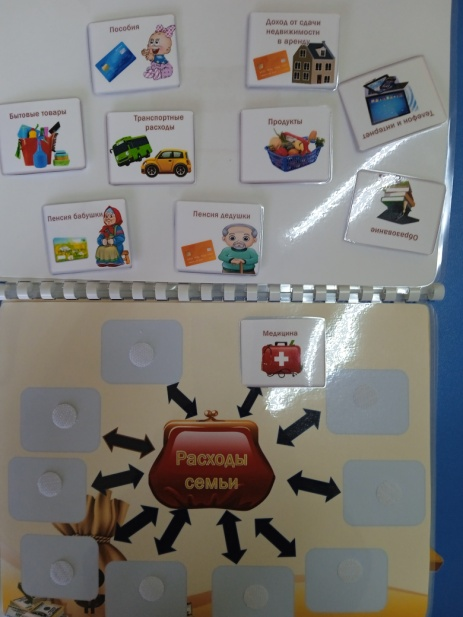 Пособия
Доход от сдачи
недвижимости
в аренду
Бытовые товары
Транспортные
расходы
Продукты
Телефон и интернет
Пенсия бабушки
Пенсия дедушки
Образование
Медицина
Расходы
семьи